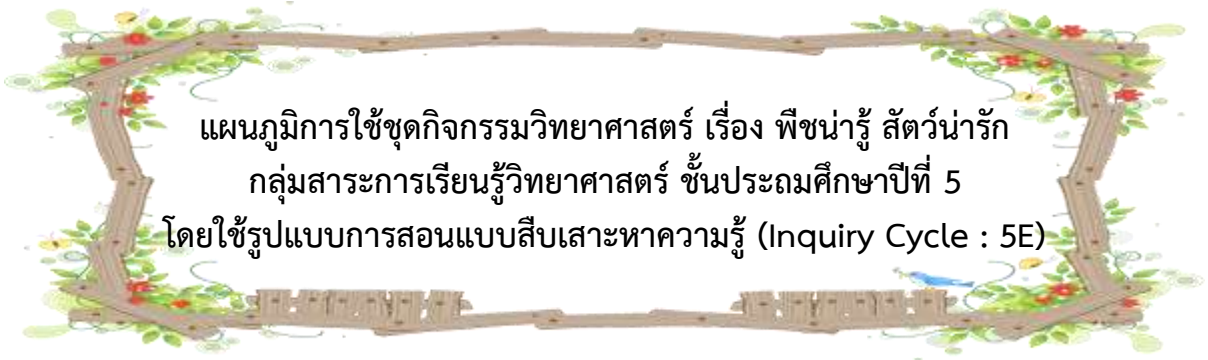 แผนภูมิการใช้ชุดกิจกรรมวิทยาศาสตร์ เรื่อง พืชน่ารู้ สัตว์น่ารัก
กลุ่มสาระการเรียนรู้วิทยาศาสตร์ ชั้นประถมศึกษาปีที่ 5
โดยใช้รูปแบบการสอนแบบสืบเสาะหาความรู้ (Inquiry Cycle : 5E)